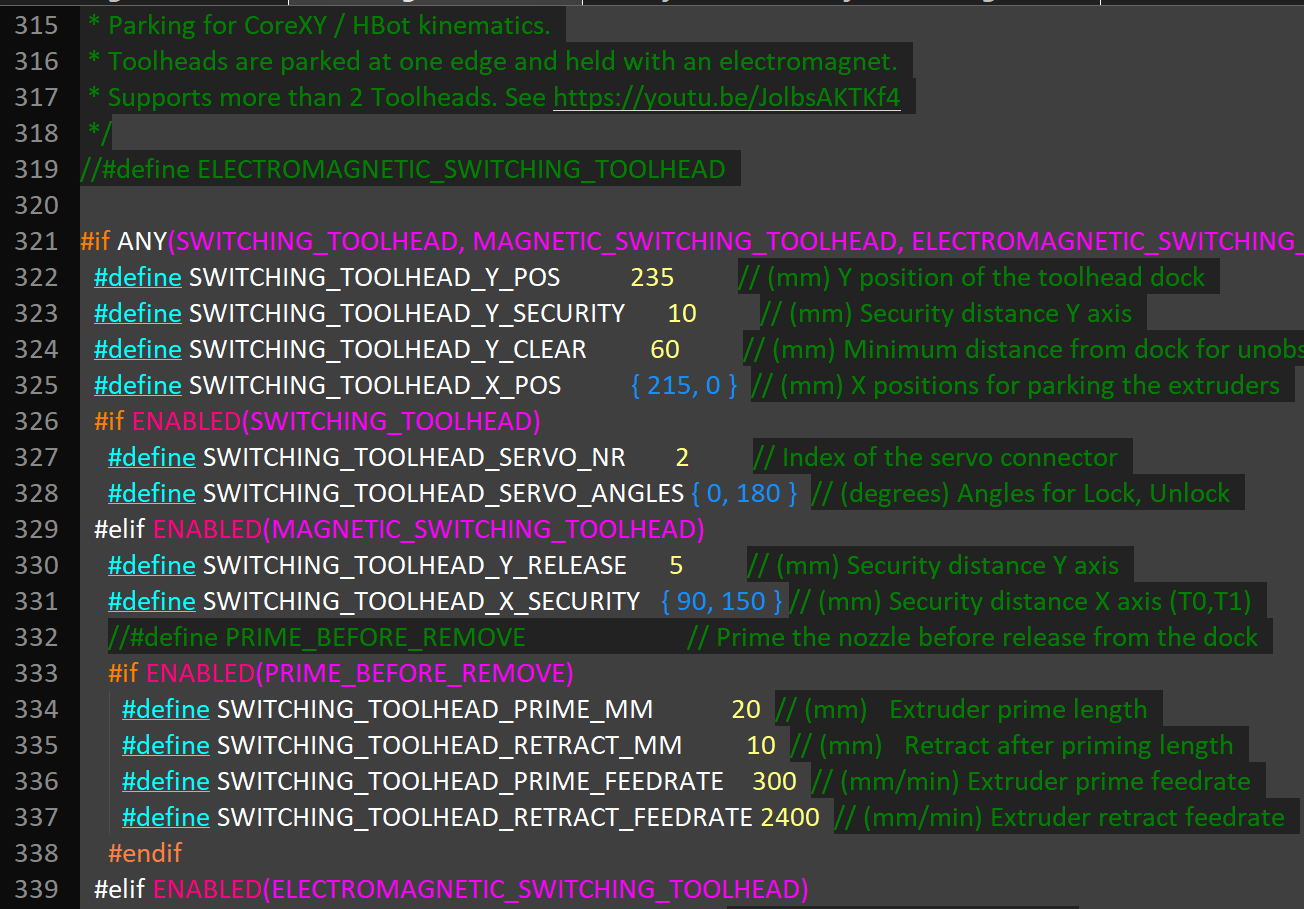 315 * Parking for CoreXY / HBot kinematics.
316 * Toolheads are parked at one edge and held with an electromagnet.
317 * Supports more than 2 Toolheads. See https://youtu.be/JolbsAKTKf4
318 */
319 //#define ELECTROMAGNETIC_SWITCHING_TOOLHEAD
320
321 #if ANY(SWITCHING_TOOLHEAD, MAGNETIC_SWITCHING_TOOLHEAD, ELECTROMAGNETIC_SWITCHING_
322 #define SWITCHING_TOOLHEAD_Y_POS 235 // (mm) Y position of the toolhead dock
323 #define SWITCHING_TOOLHEAD_Y_SECURITY 10 // (mm) Security distance Y axis
324 #define SWITCHING_TOOLHEAD_Y_CLEAR 60 // (mm) Minimum distance from dock for unobs
325 #define SWITCHING_TOOLHEAD_X_POS { 215, 0 } // (mm) X positions for parking the extruders
326 #if ENABLED(SWITCHING_TOOLHEAD)
327 #define SWITCHING_TOOLHEAD_SERVO_NR 2 // Index of the servo connector
328 #define SWITCHING_TOOLHEAD_SERVO_ANGLES { 0, 180 } // (degrees) Angles for Lock, Unlock
329 #elif ENABLED(MAGNETIC_SWITCHING_TOOLHEAD)
330 #define SWITCHING_TOOLHEAD_Y_RELEASE 5 // (mm) Security distance Y axis
331 #define SWITCHING_TOOLHEAD_X_SECURITY { 90, 150 } // (mm) Security distance X axis (T0,T1)
332 //#define PRIME_BEFORE_REMOVE // Prime the nozzle before release from the dock
333 #if ENABLED(PRIME_BEFORE_REMOVE)
334 #define SWITCHING_TOOLHEAD_PRIME_MM 20 // (mm) Extruder prime length
335 #define SWITCHING_TOOLHEAD_RETRACT_MM 10 // (mm) Retract after priming length
336 #define SWITCHING_TOOLHEAD_PRIME_FEEDRATE 300 // (mm/min) Extruder prime feedrate
337 #define SWITCHING_TOOLHEAD_RETRACT_FEEDRATE 2400 // (mm/min) Extruder retract feedrate
338 #endif
339 #elif ENABLED(ELECTROMAGNETIC_SWITCHING_TOOLHEAD)